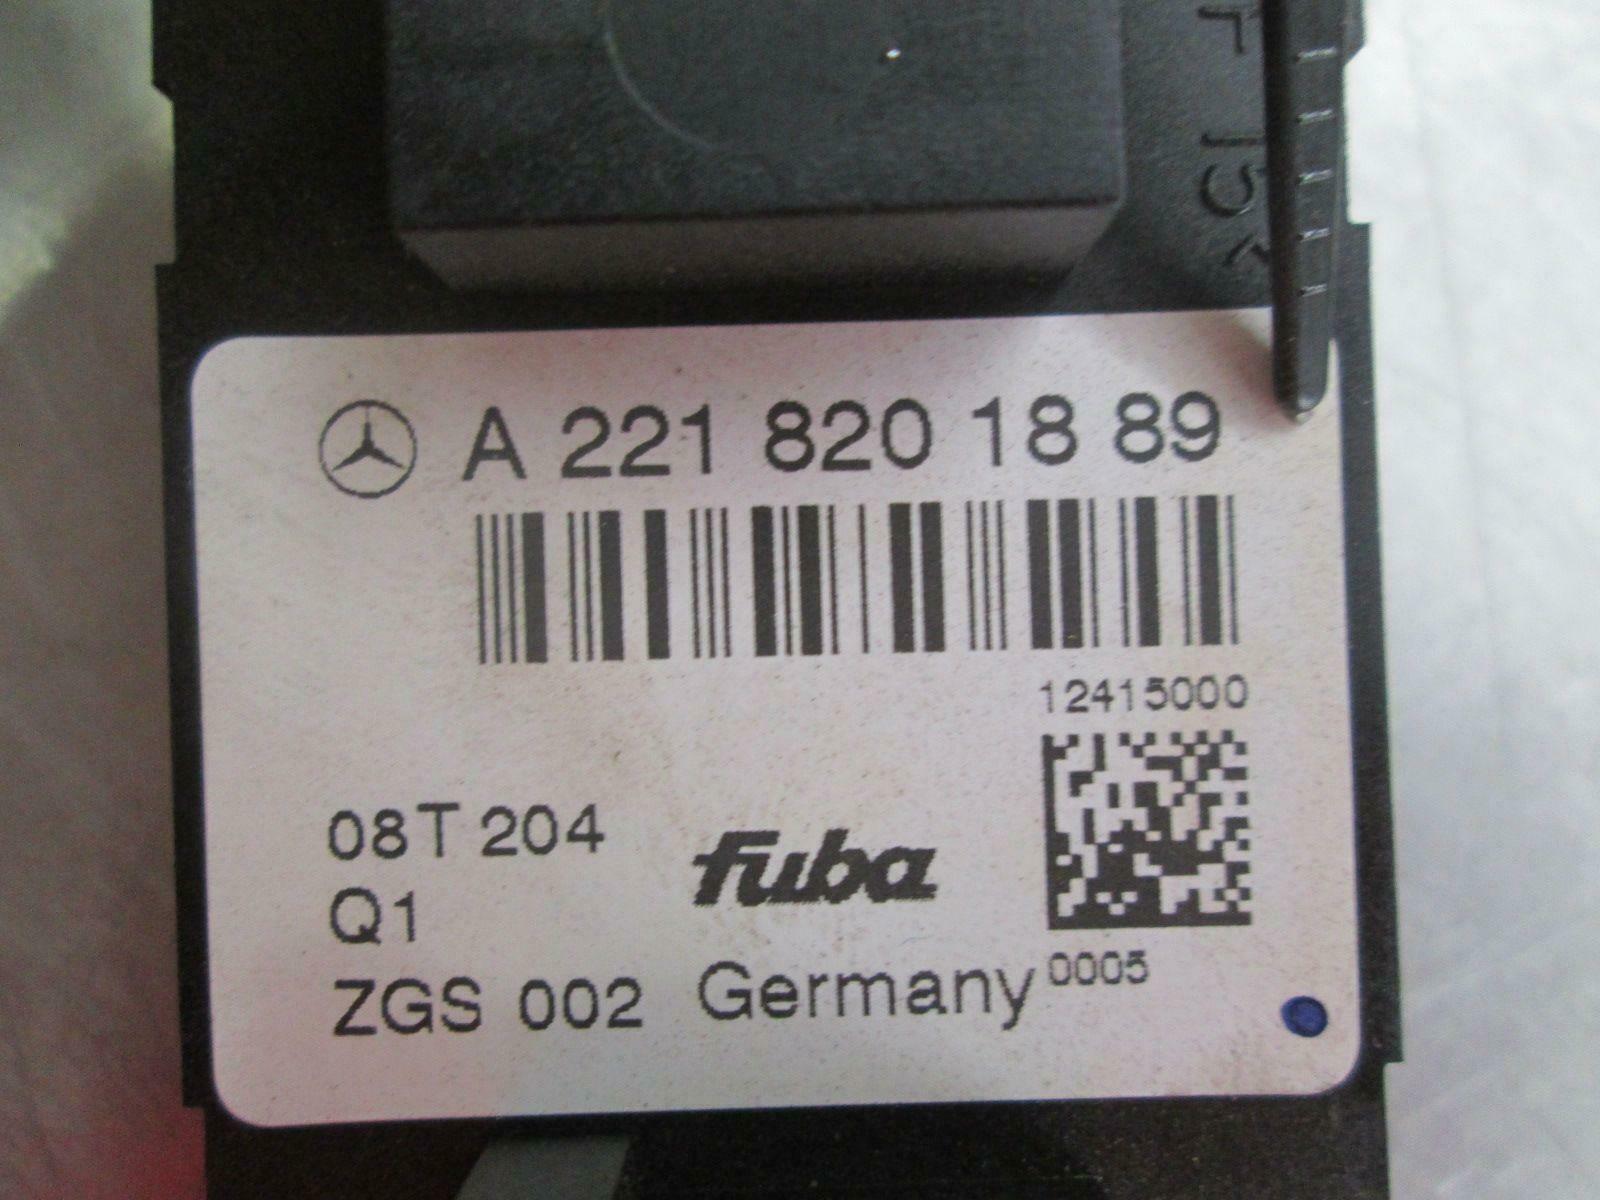 A 221 820 18 89
12415000
08T 204
fuba
Q1
ZGS 002 Germany 0005